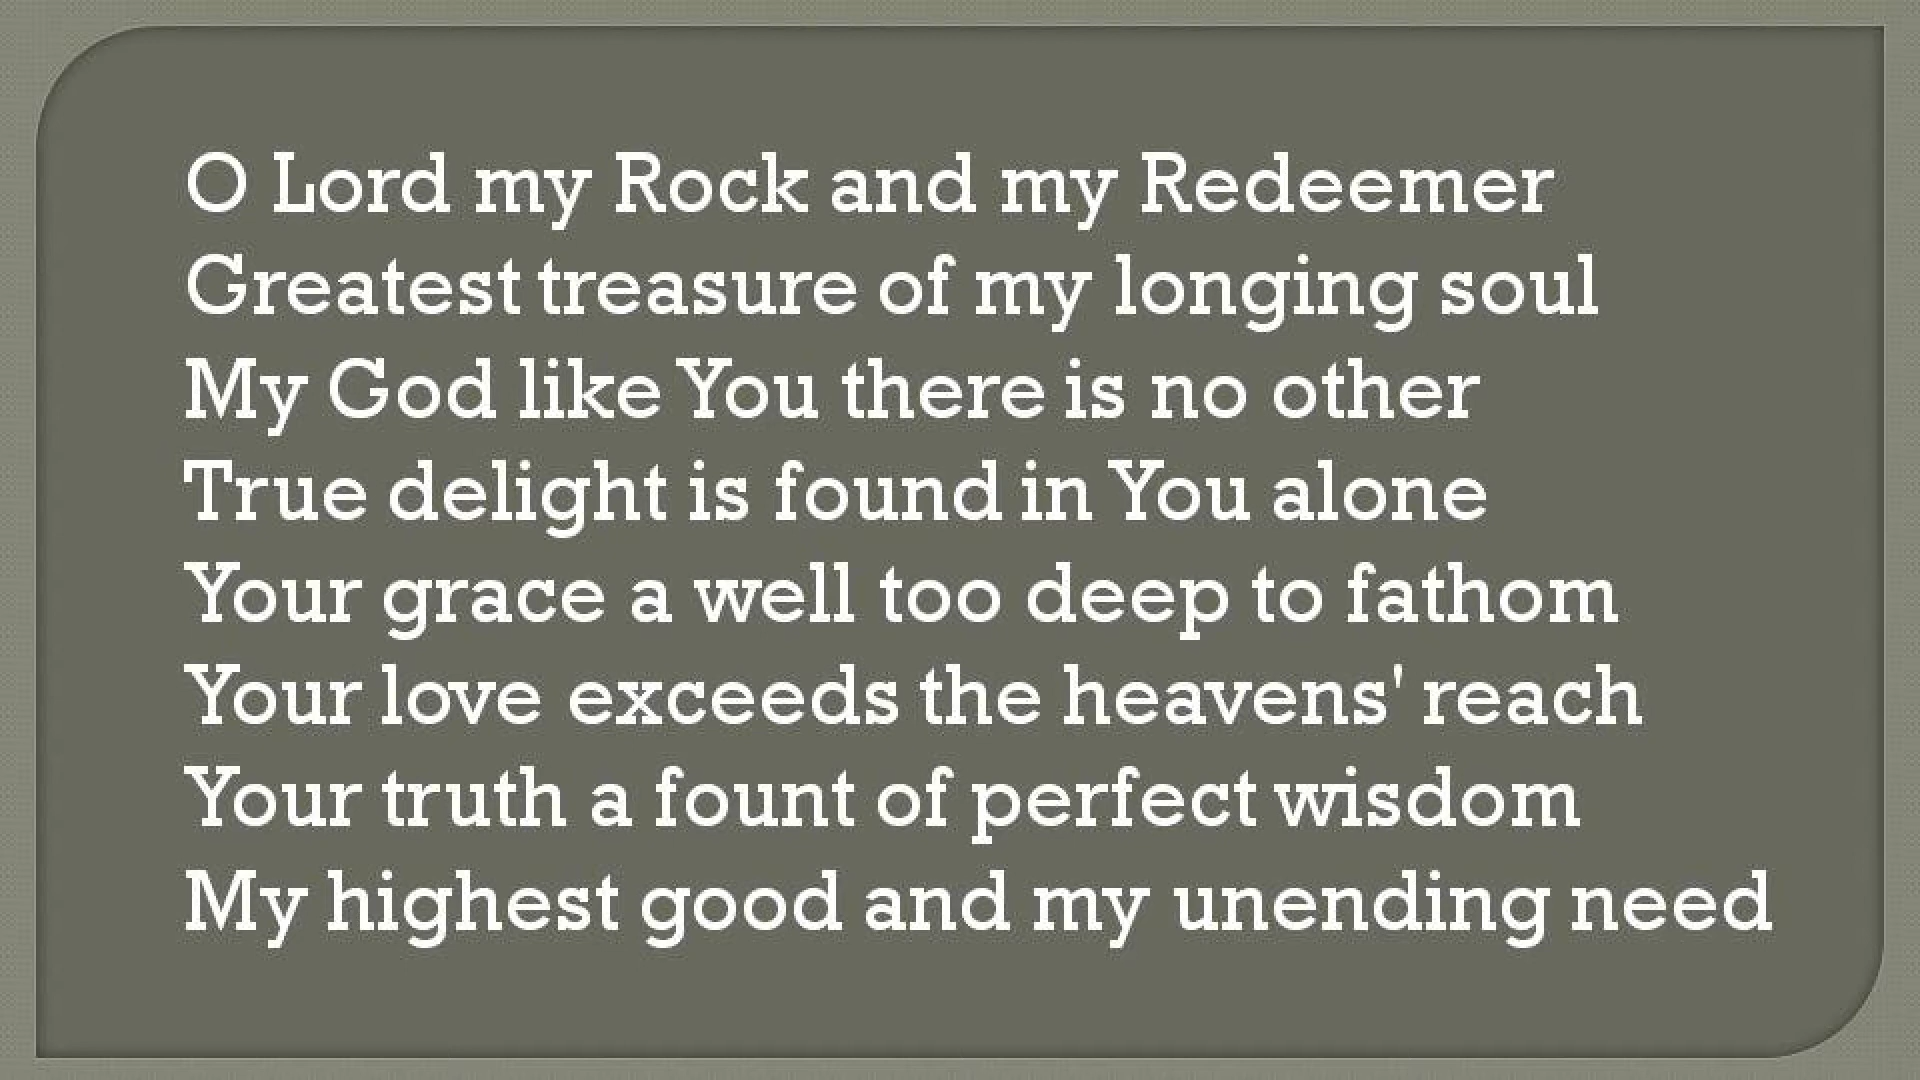 O Lord my Rock and my Redeemer
Greatest treasure of my longing soul
My God like You there is no other
True delight is found in You alone
Your grace a well too deep to fathom
Your love exceeds the heavens' reach
Your truth a fount of perfect wisdom
My highest good and my unending need